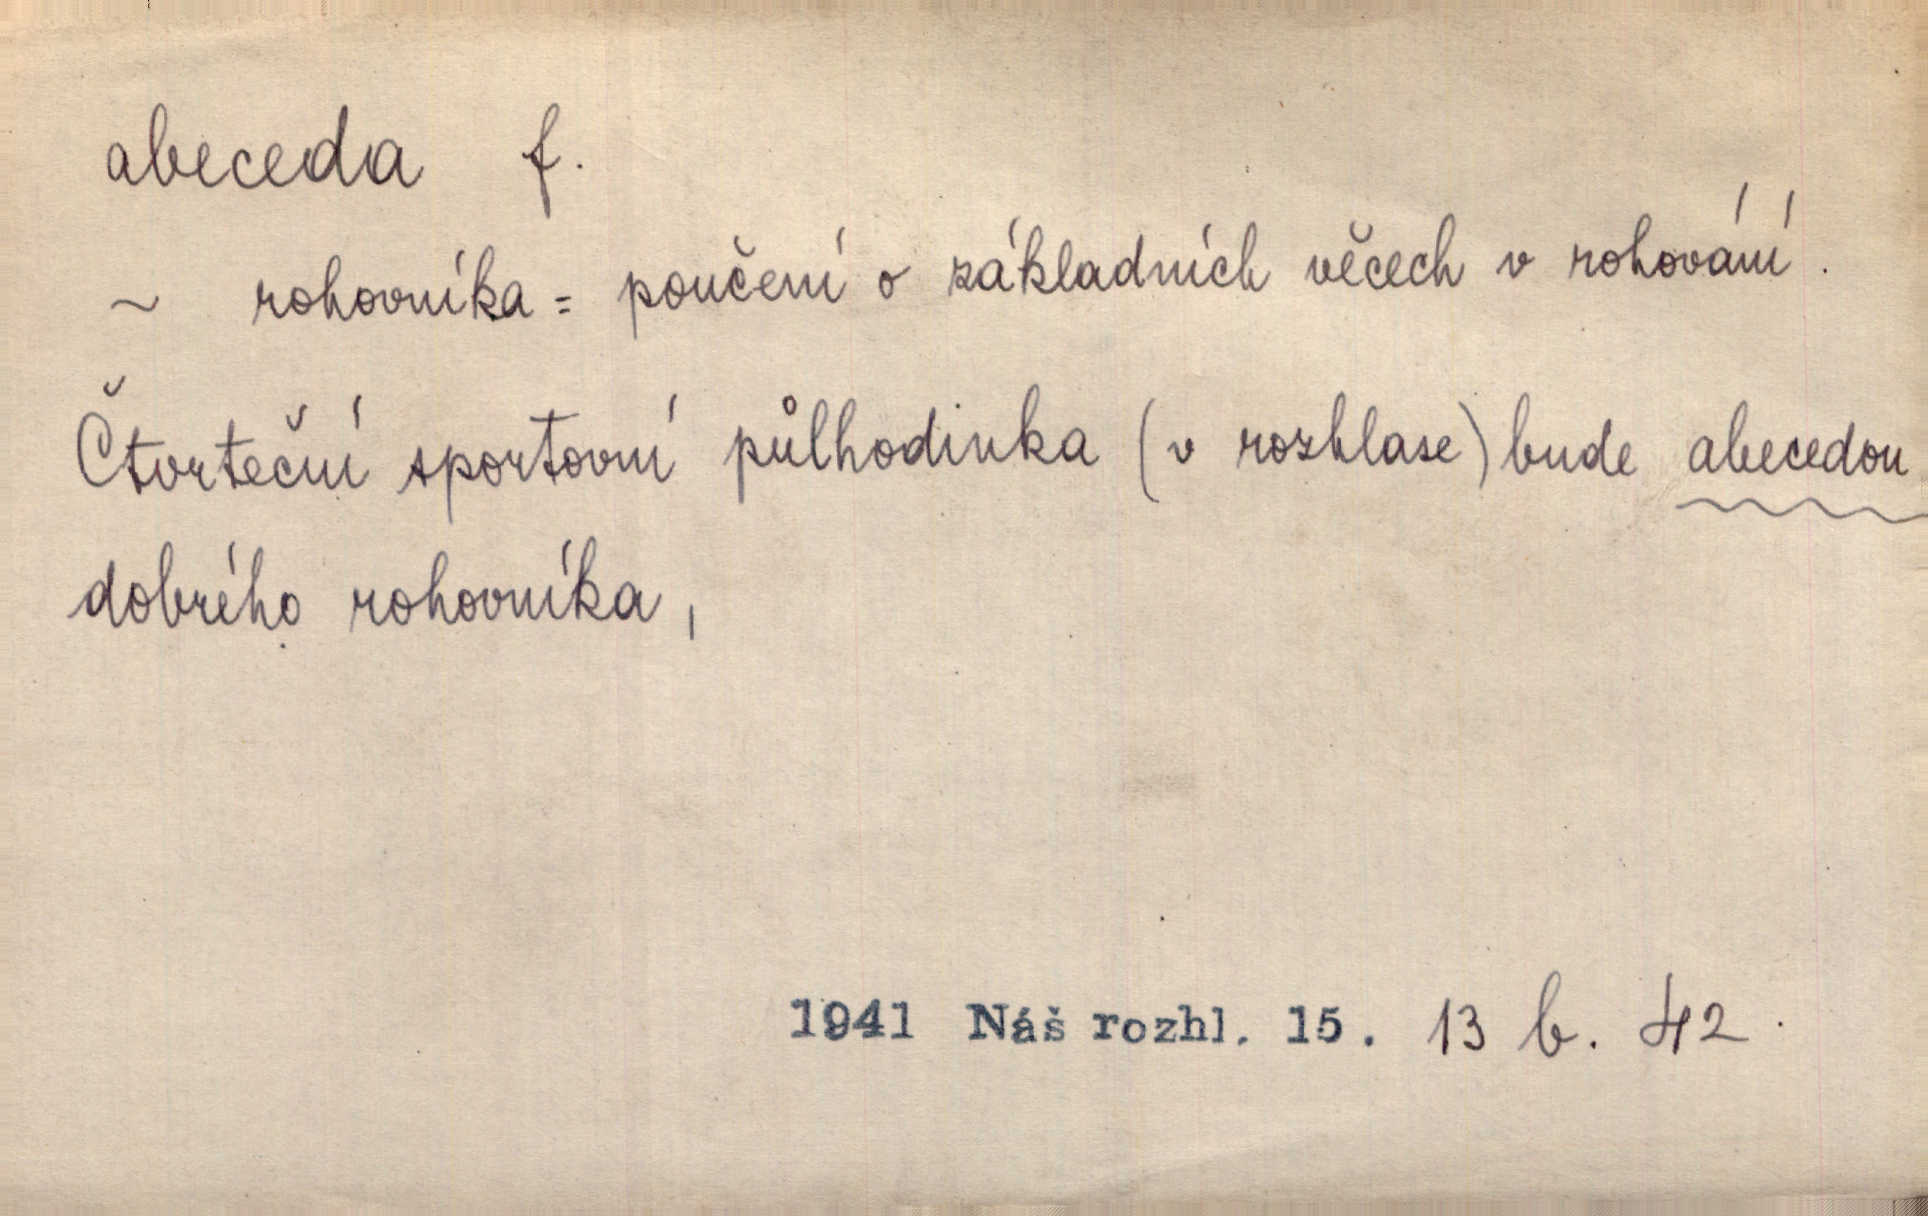 abeceda f.
~ rohovníka = poučení o základních věcech v rohování.
Čtvrteční sportovní půlhodinka (v rozhlase) bude abecedou
dobrého rohovníka,
1941 Náš rozhl. 15. 13 b. 42.